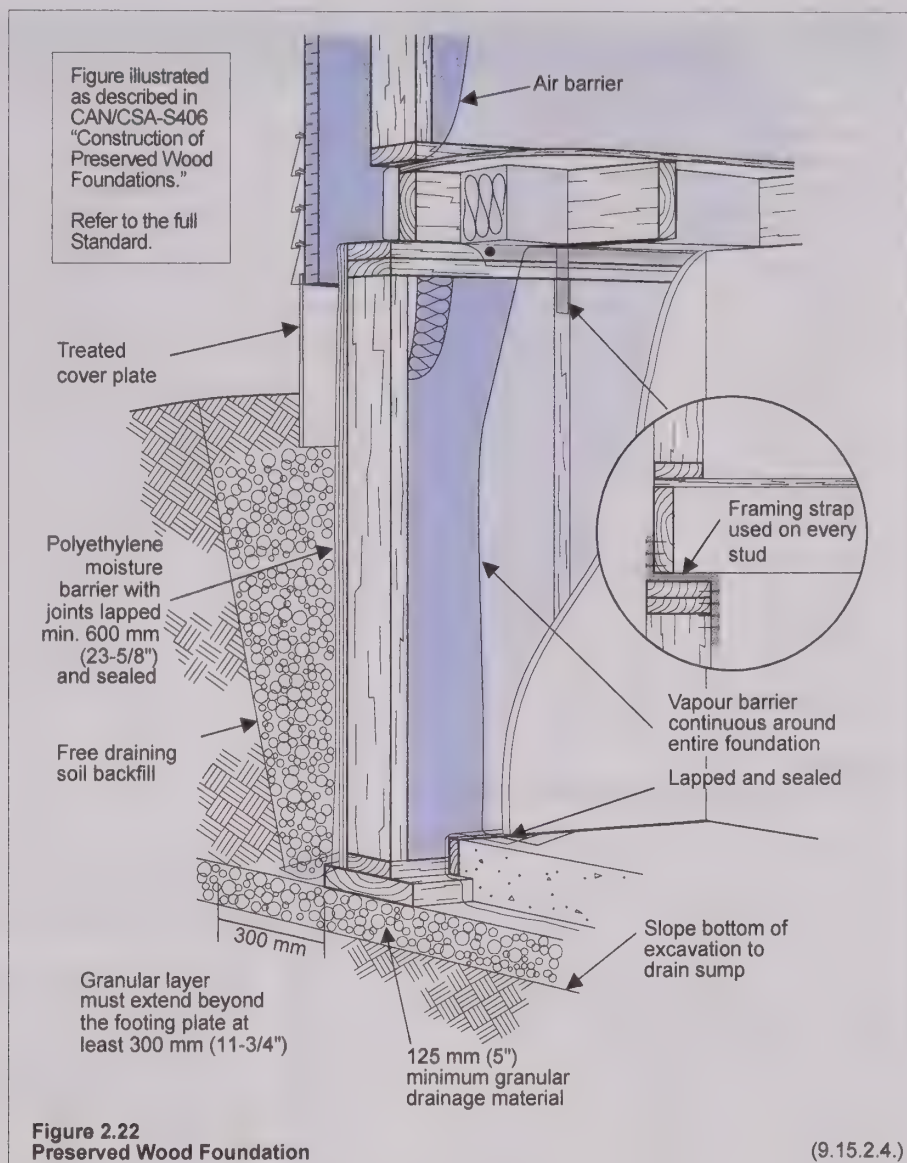 Figure illustrated
as described in
CAN/CSA-S406
“Construction of
Preserved Wood
Foundations.”
Refer to the full
Standard.
Air barrier
Treated
cover plate
Framing strap
used on every
stud
Polyethylene
moisture
barrier with
joints lapped
min. 600 mm
(23-5/8")
and sealed
Vapour barrier
continuous around
entire foundation
Free draining
soil backfill
Lapped and sealed
300 mm
Slope bottom of
excavation to
drain sump
Granular layer
must extend beyond
the footing plate at
least 300 mm (11-3/4")
125 mm (5")
minimum granular
drainage material
Figure 2.22
Preserved Wood Foundation
(9.15.2.4.)